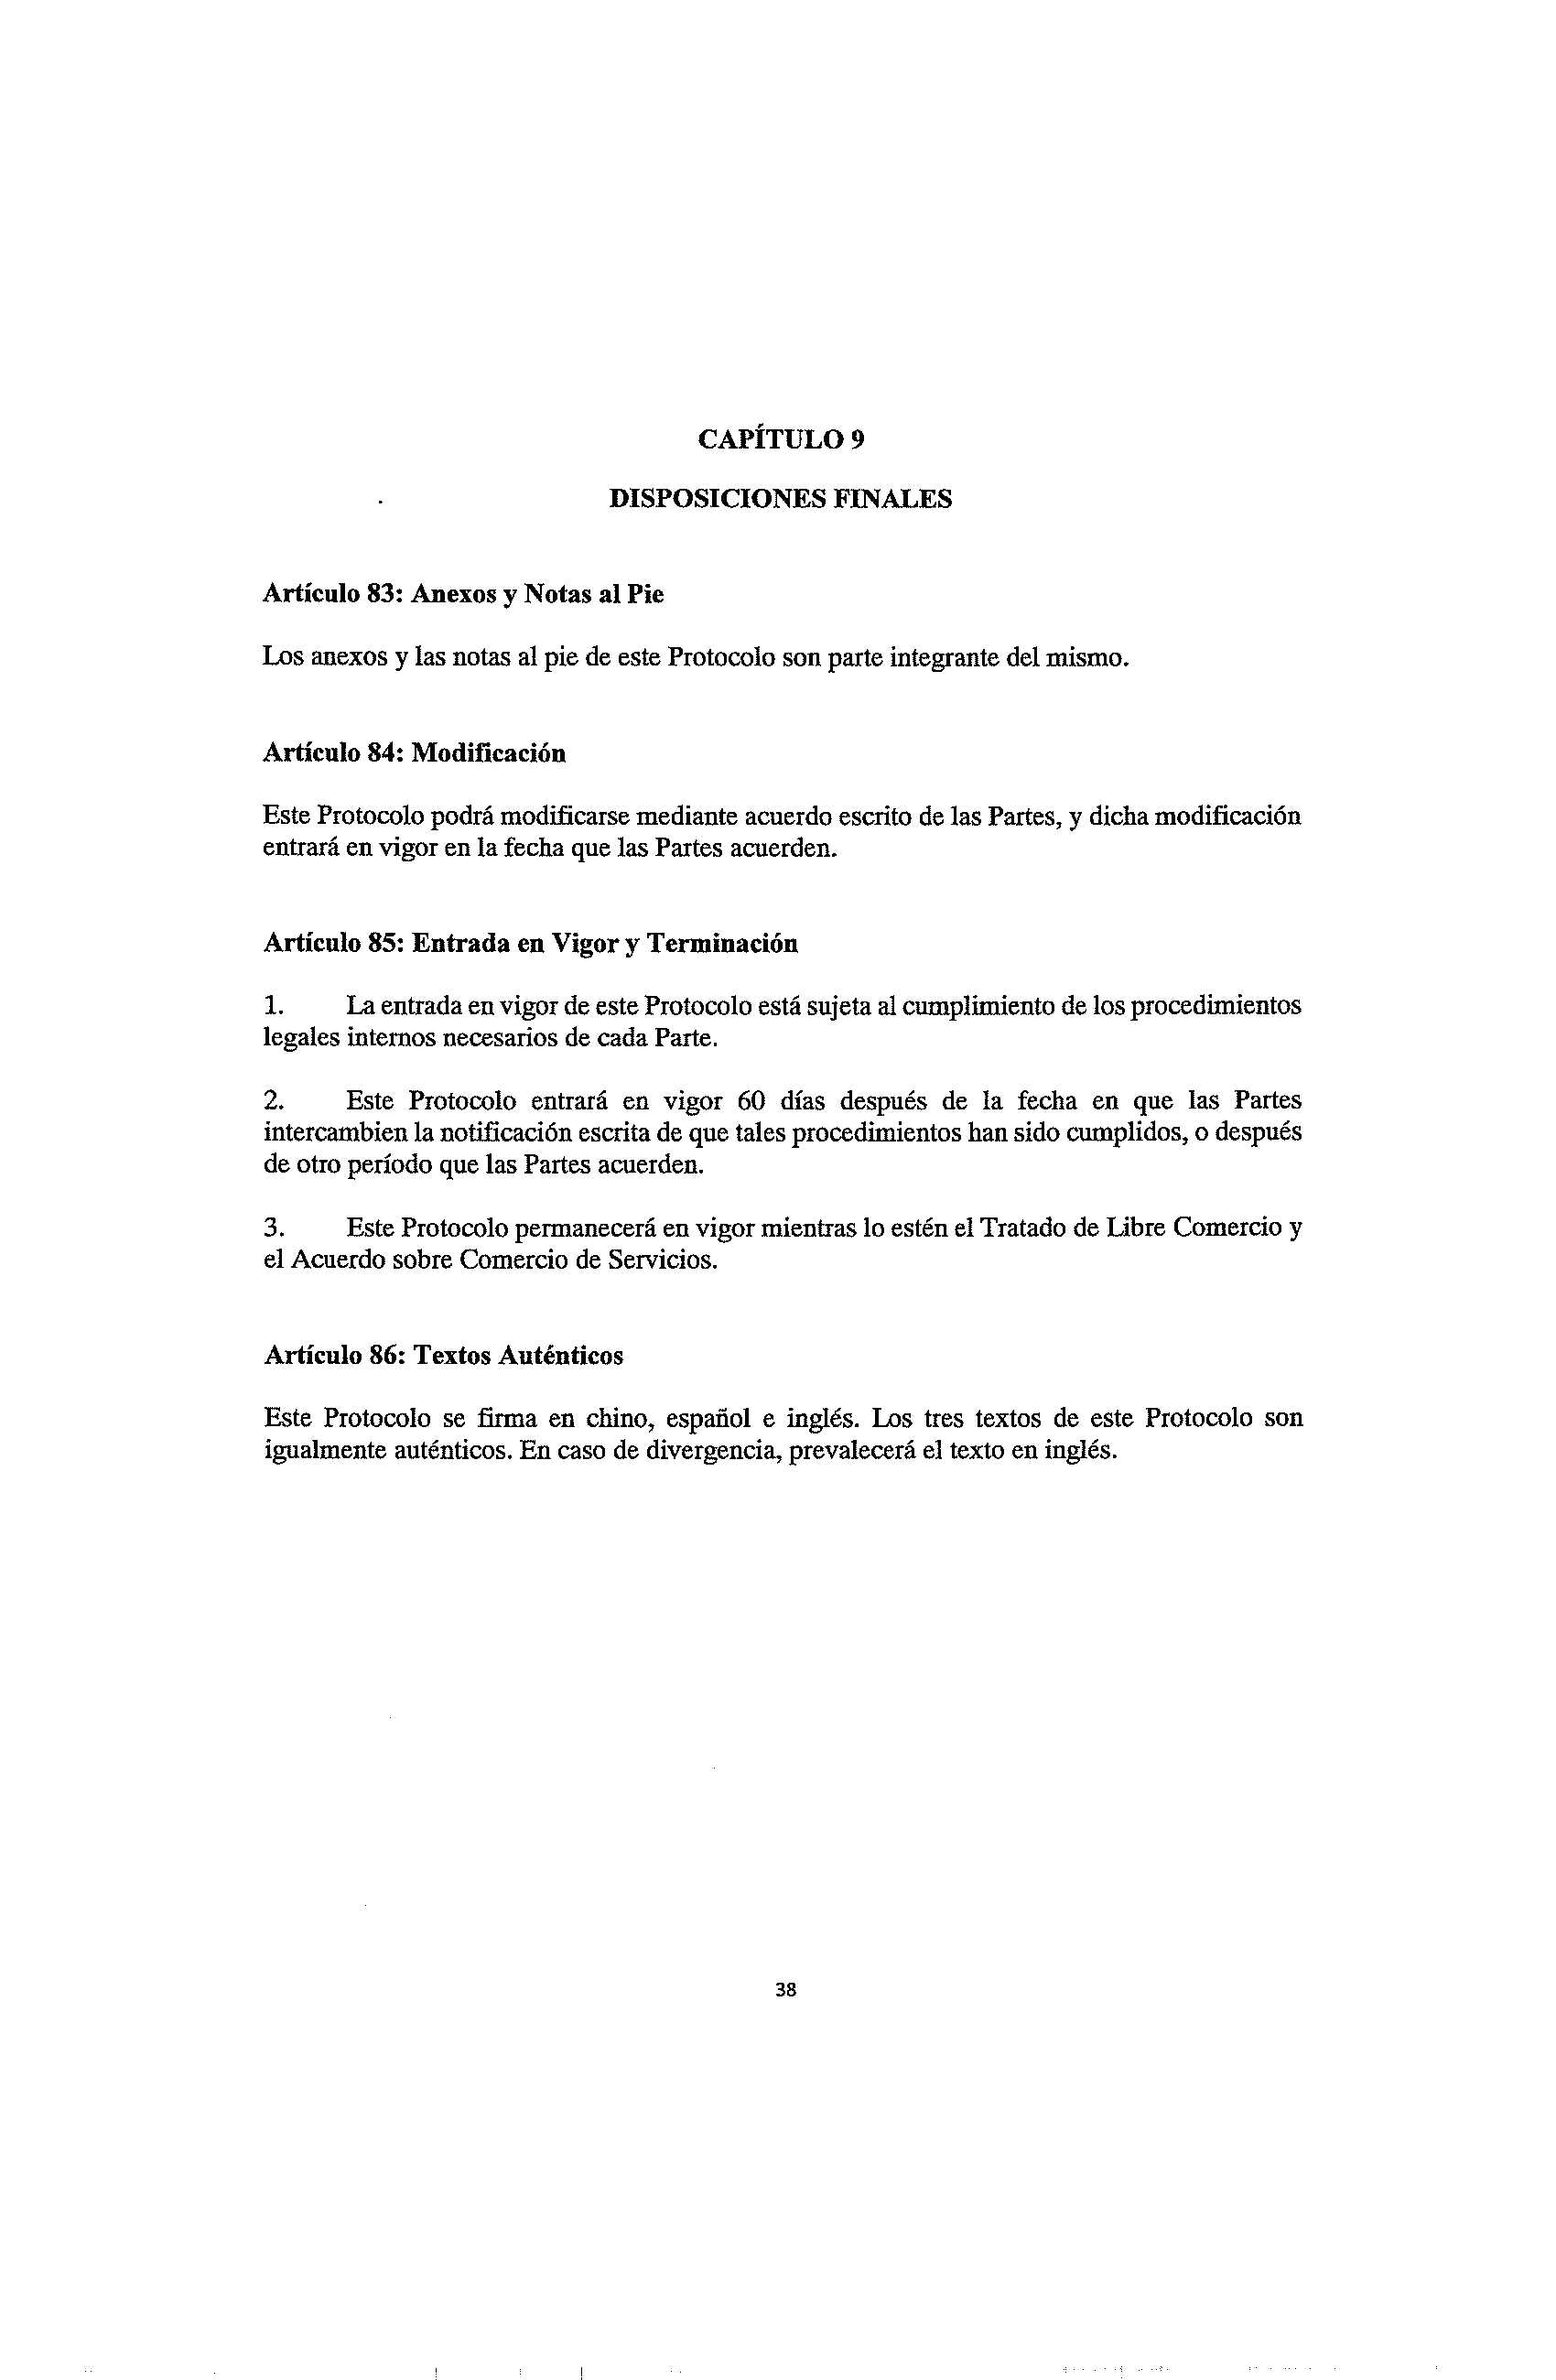 CAPÍTULO 9
DISPOSICIONES FINALES
Artículo 83: Anexos y Notas al Pie
Los anexos y las notas al pie de este Protocolo son parte integrante del mismo.
Artículo 84: Modificación
Este Protocolo podrá modificarse mediante acuerdo escrito de las Partes, y dicha modificación
entrará en vigor en la fecha que las Partes acuerden.
Artículo 85: Entrada en Vigor y Terminación
1. La entrada en vigor de este Protocolo está sujeta al cumplimiento de los procedimientos
legales internos necesarios de cada Parte.
2. Este Protocolo entrará en vigor 60 días después de la fecha en que las Partes
intercambien la notificación escrita de que tales procedimientos han sido cumplidos, o después
de otro período que las Partes acuerden.
3. Este Protocolo permanecerá en vigor mientras lo estén el Tratado de Libre Comercio y
el Acuerdo sobre Comercio de Servicios.
Artículo 86: Textos Auténticos
Este Protocolo se firma en chino, español e inglés. Los tres textos de este Protocolo son
igualmente auténticos. En caso de divergencia, prevalecerá el texto en inglés.
38